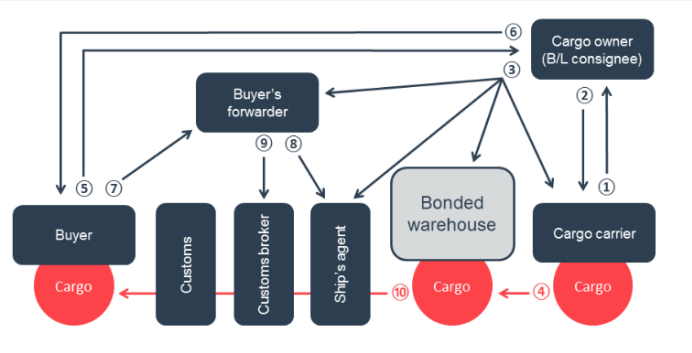 ⑥
Cargo owner
(B/L consignee)
⑤
③
②
①
Buyer's
forwarder
⑨
⑧
⑦
Buyer
Customs
Customs broker
Ship's agent
Bonded
warehouse
Cargo carrier
Cargo
⑩
Cargo
④
Cargo